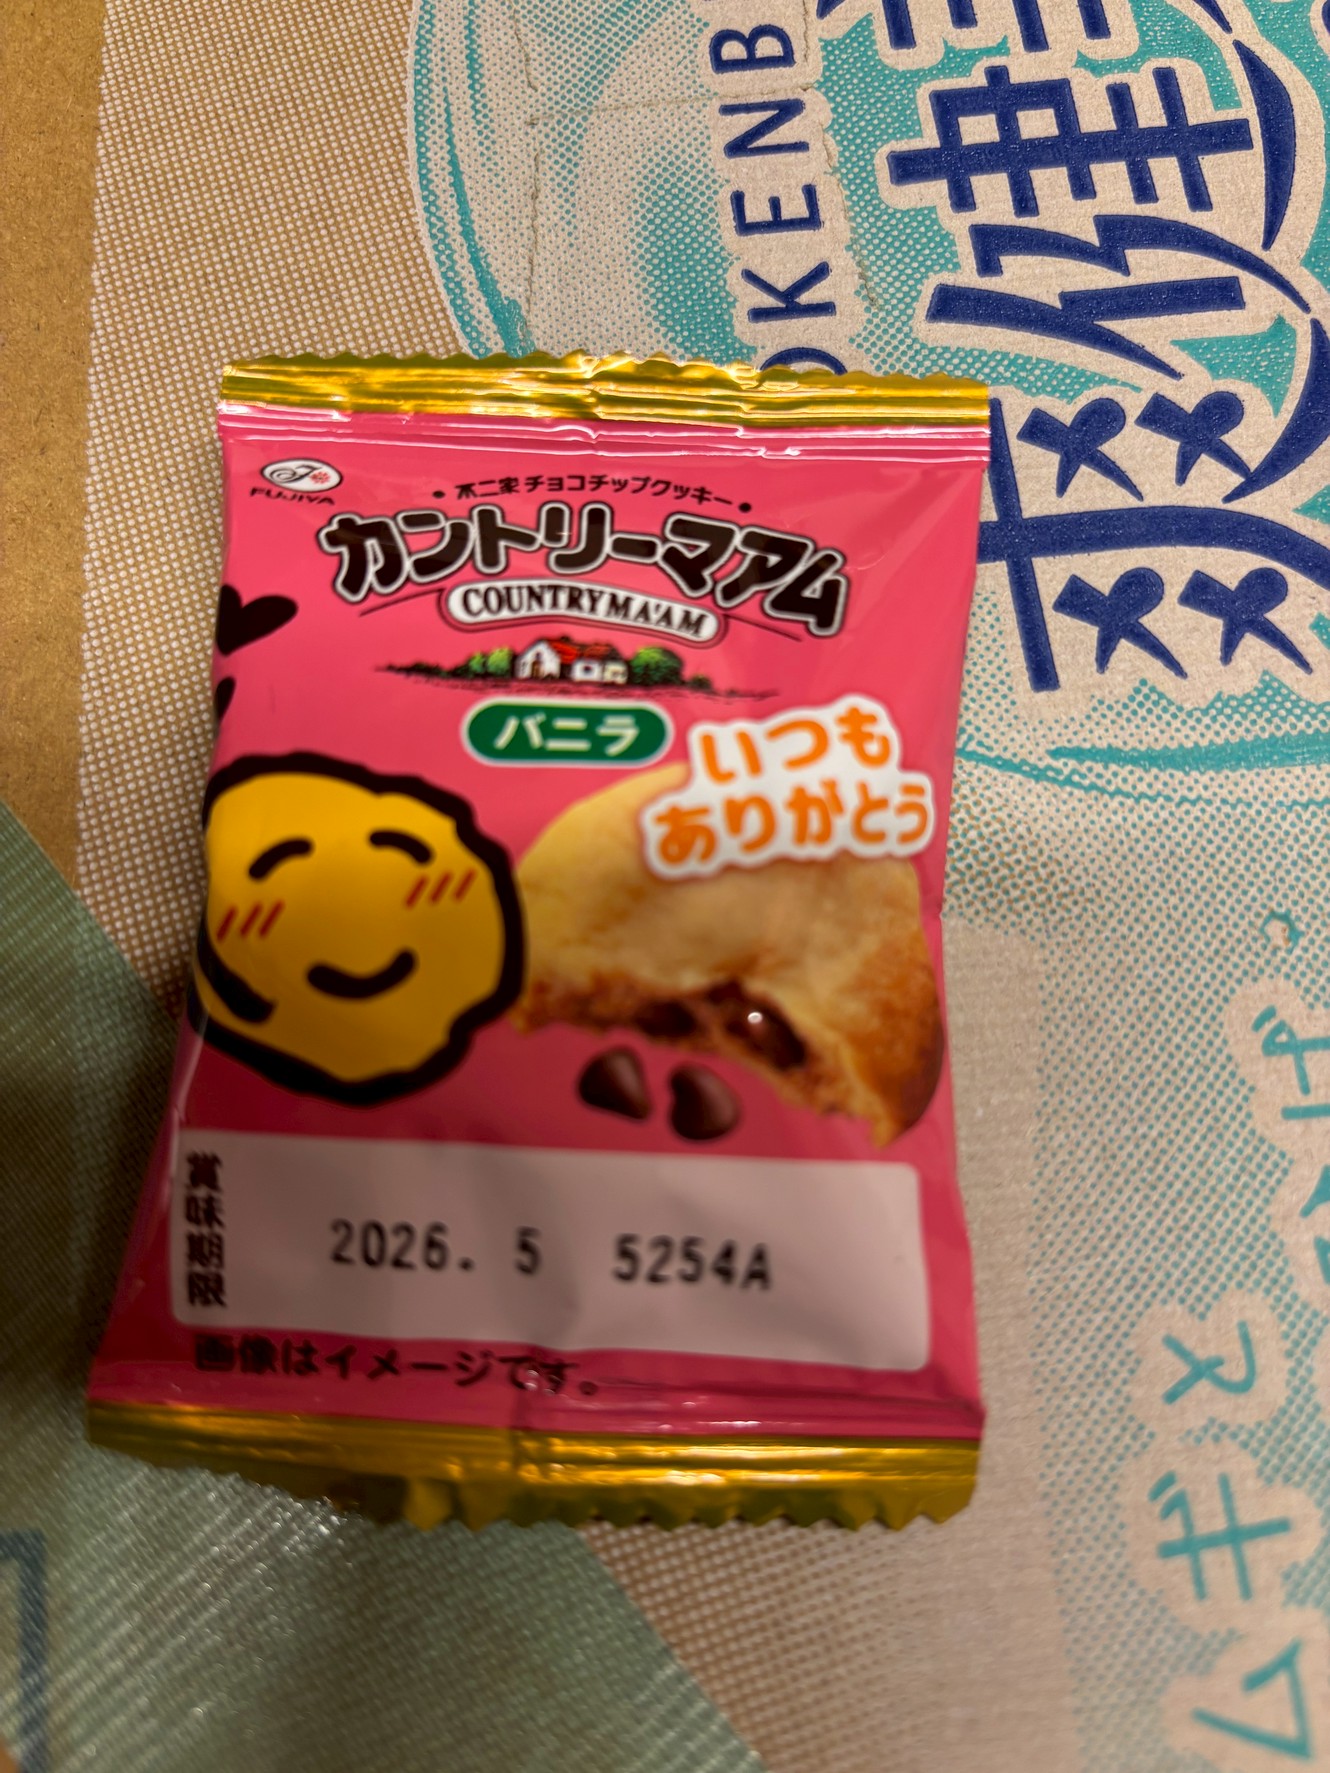 FUJIYA
不二家 チョコチップクッキー
カントリーマアム
COUNTRY MA'AM
バニラ
いつも
ありがとう
賞味期限
2026. 5 5254A
画像はイメージです。
爽健
OKENB